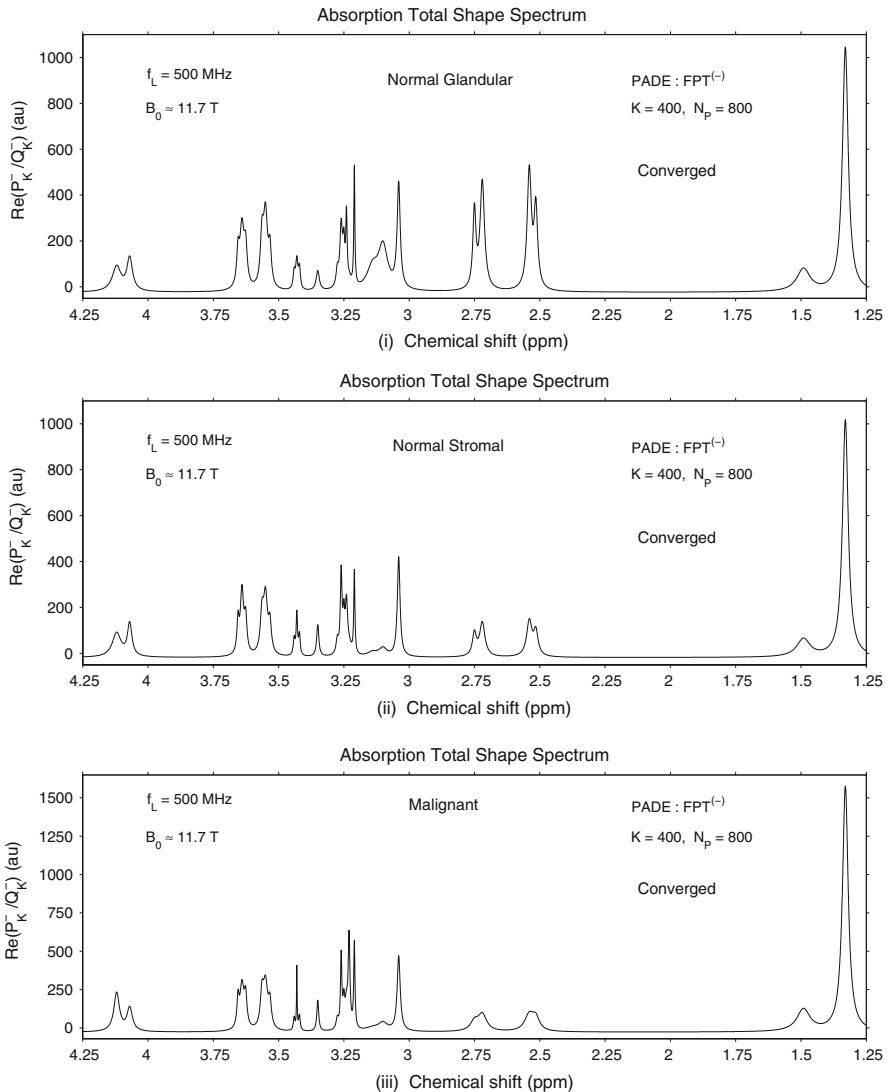 Absorption Total Shape Spectrum
Re(P_K^-/Q_K^-) (au)
1000
800
600
400
200
0
f_L = 500 MHz
B_0 ≈ 11.7 T
Normal Glandular
PADE : FPT^(−)
K = 400, N_P = 800
Converged
4.25 4 3.75 3.5 3.25 3 2.75 2.5 2.25 2 1.75 1.5 1.25
(i) Chemical shift (ppm)
Absorption Total Shape Spectrum
Re(P_K^-/Q_K^-) (au)
1000
800
600
400
200
0
f_L = 500 MHz
B_0 ≈ 11.7 T
Normal Stromal
PADE : FPT^(−)
K = 400, N_P = 800
Converged
4.25 4 3.75 3.5 3.25 3 2.75 2.5 2.25 2 1.75 1.5 1.25
(ii) Chemical shift (ppm)
Absorption Total Shape Spectrum
Re(P_K^-/Q_K^-) (au)
1500
1250
1000
750
500
250
0
f_L = 500 MHz
B_0 ≈ 11.7 T
Malignant
PADE : FPT^(−)
K = 400, N_P = 800
Converged
4.25 4 3.75 3.5 3.25 3 2.75 2.5 2.25 2 1.75 1.5 1.25
(iii) Chemical shift (ppm)